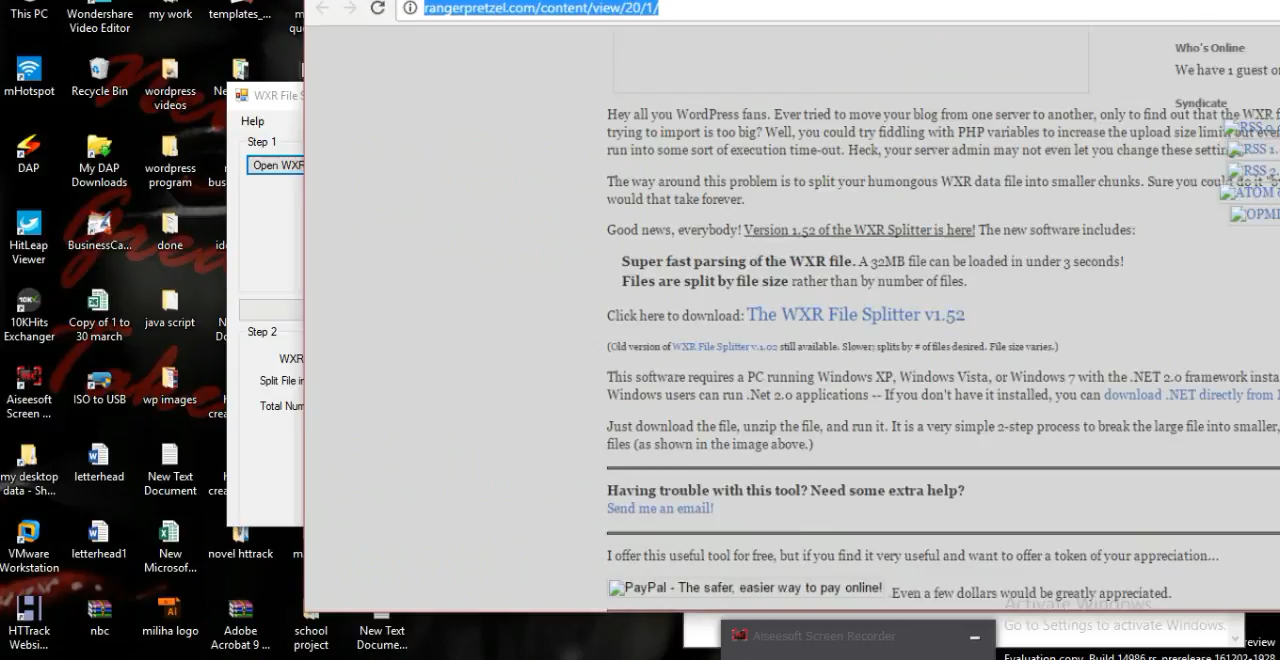 rangerpretzel.com/content/view/20/1/
This PC
Wondershare
Video Editor
my work
templates_...
mHotspot
Recycle Bin
wordpress
videos
DAP
My DAP
Downloads
wordpress
program
HitLeap
Viewer
BusinessCa...
done
10KHits
Exchanger
Copy of 1 to
30 march
java script
Aiseesoft
Screen ...
ISO to USB
wp images
my desktop
data - Sh...
letterhead
New Text
Document
VMware
Workstation
letterhead1
New
Microsof...
novel httrack
HTTrack
Websi...
nbc
miliha logo
Adobe
Acrobat 9 ...
school
project
New Text
Docume...
WXR File S
Help
Step 1
Open WXR
Step 2
WXR
Split File in
Total Num
Who's Online
We have 1 guest
Syndicate
RSS 1.
RSS 2.
ATOM
OPML
Hey all you WordPress fans. Ever tried to move your blog from one server to another, only to find out that the WXR f
trying to import is too big? Well, you could try fiddling with PHP variables to increase the upload size limit
run into some sort of execution time-out. Heck, your server admin may not even let you change these
The way around this problem is to split your humongous WXR data file into smaller chunks. Sure you could do it
would that take forever.
Good news, everybody! Version 1.52 of the WXR Splitter is here! The new software includes:
Super fast parsing of the WXR file. A 32MB file can be loaded in under 3 seconds!
Files are split by file size rather than by number of files.
Click here to download: The WXR File Splitter v1.52
(Old version of WXR File Splitter v.1.02 still available. Slower; splits by # of files desired. File size varies.)
This software requires a PC running Windows XP, Windows Vista, or Windows 7 with the .NET 2.0 framework insta
Windows users can run .Net 2.0 applications -- If you don't have it installed, you can download .NET directly from
Just download the file, unzip the file, and run it. It is a very simple 2-step process to break the large file into smaller,
files (as shown in the image above.)
Having trouble with this tool? Need some extra help?
Send me an email!
I offer this useful tool for free, but if you find it very useful and want to offer a token of your appreciation...
PayPal - The safer, easier way to pay online! Even a few dollars would be greatly appreciated.
Activate Windows
Go to Settings to activate Windows.
Aiseesoft Screen Recorder
review
Evaluation copy. Build 14986.rs_prerelease.161202-1928